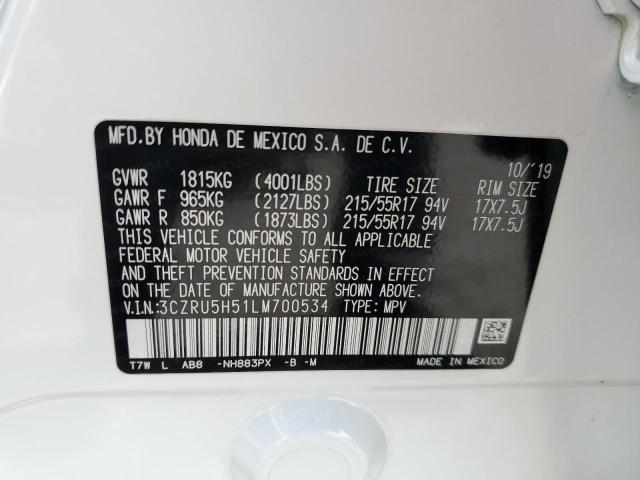 MFD.BY HONDA DE MEXICO S.A. DE C.V.
10/'19
GVWR 1815KG (4001LBS) TIRE SIZE RIM SIZE
GAWR F 965KG (2127LBS) 215/55R17 94V 17X7.5J
GAWR R 850KG (1873LBS) 215/55R17 94V 17X7.5J
THIS VEHICLE CONFORMS TO ALL APPLICABLE
FEDERAL MOTOR VEHICLE SAFETY
AND THEFT PREVENTION STANDARDS IN EFFECT
ON THE DATE OF MANUFACTURE SHOWN ABOVE.
V.IN:3CZRU5H51LM700534 TYPE: MPV
T7W L AB8 -NH883PX -B -M MADE IN MEXICO